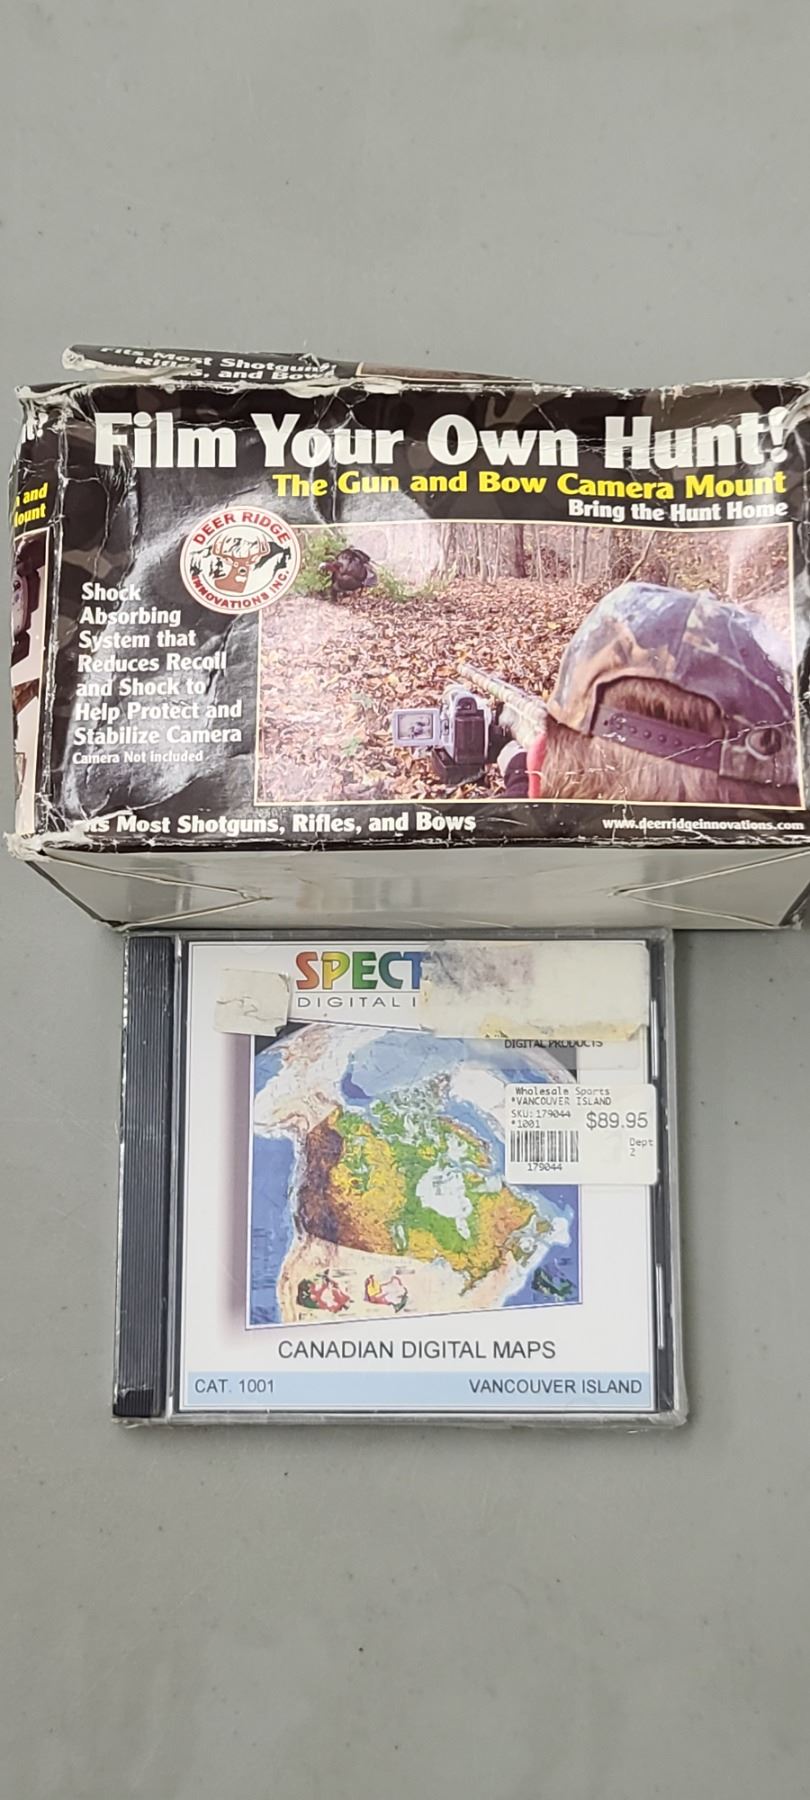 Fits Most Shotguns,
Rifles, and Bows
Film Your Own Hunt!
The Gun and Bow Camera Mount
Bring the Hunt Home
and
ount
DEER RIDGE
INNOVATIONS INC.
Shock
Absorbing
System that
Reduces Recoil
and Shock to
Help Protect and
Stabilize Camera
Camera Not Included
Most Shotguns, Rifles, and Bows
www.deerridgeinnovations.com
SPECT
DIGITAL I
DIGITAL PRODUCTS
Wholesale Sports
*VANCOUVER ISLAND
SKU: 179044
*1001
$89.95
Dept
2
179044
CANADIAN DIGITAL MAPS
CAT. 1001
VANCOUVER ISLAND